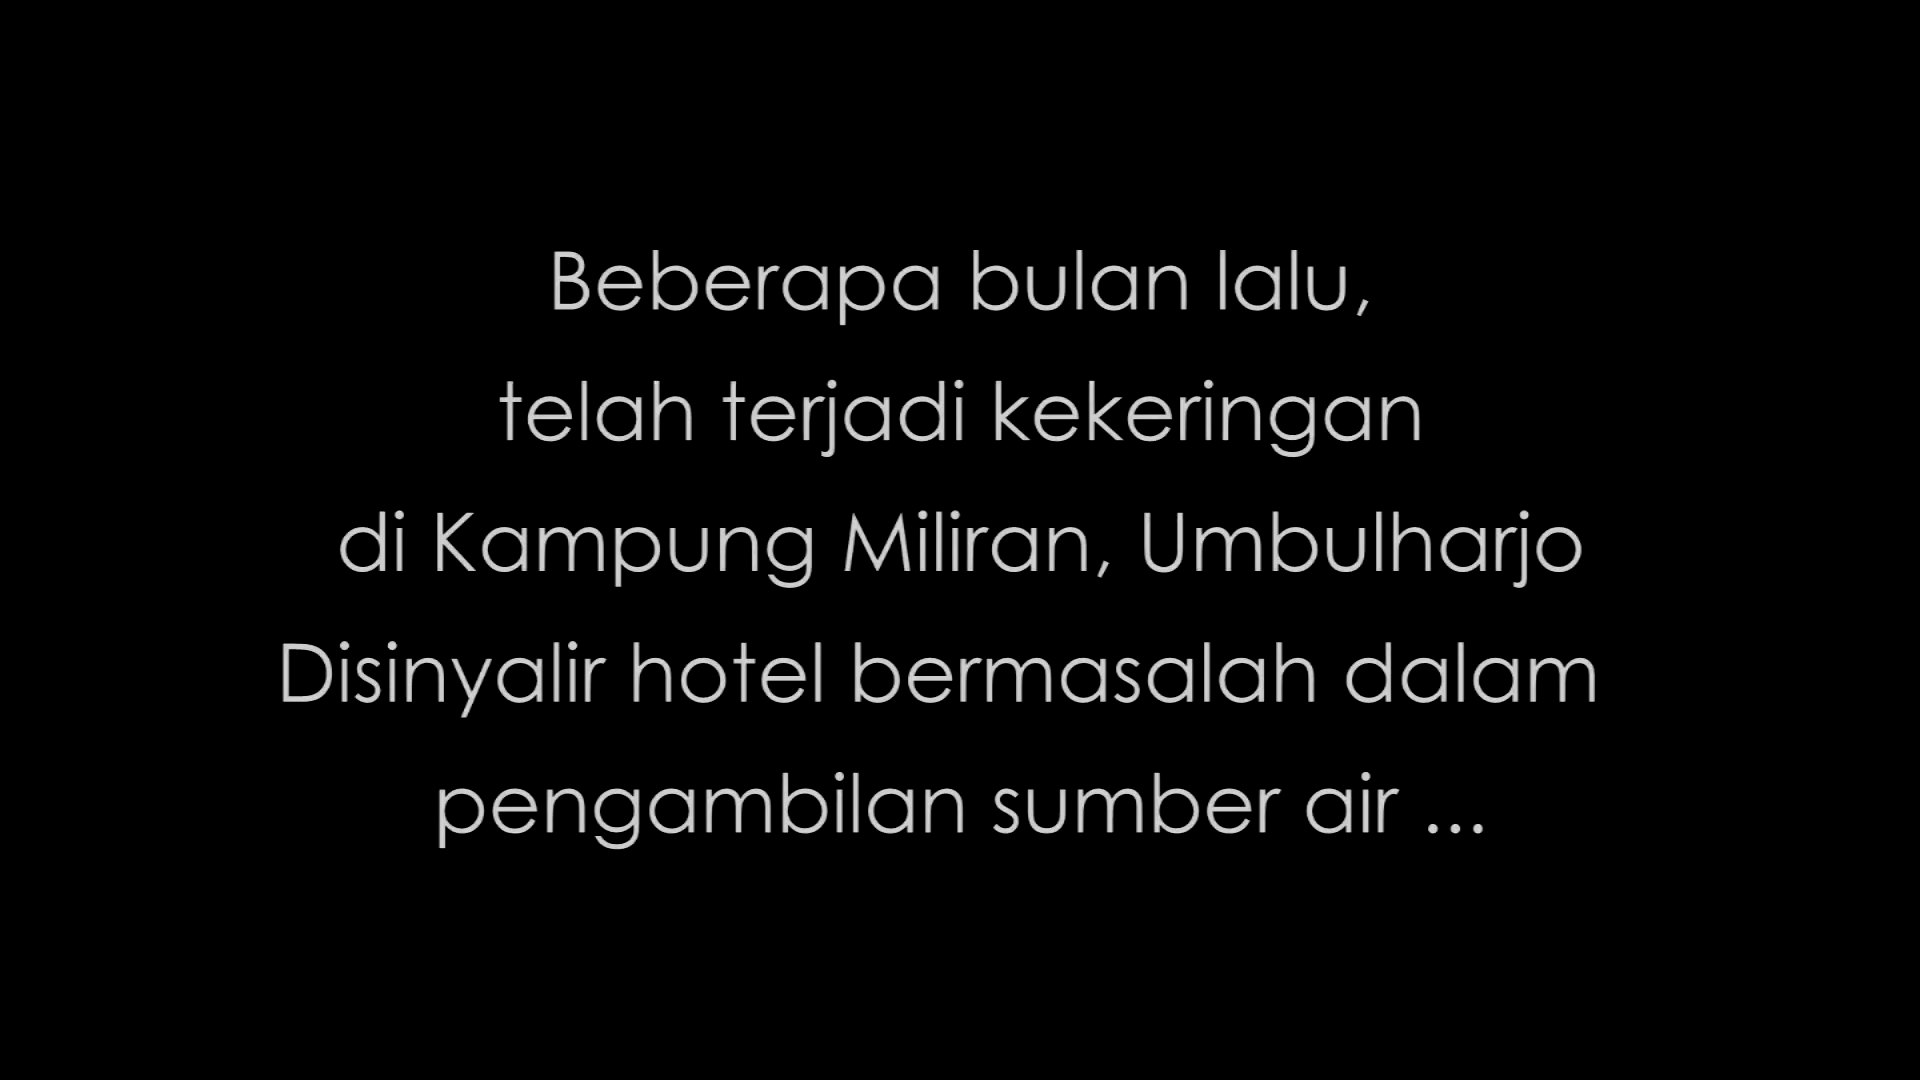 Beberapa bulan lalu,
telah terjadi kekeringan
di Kampung Miliran, Umbulharjo
Disinyalir hotel bermasalah dalam
pengambilan sumber air ...